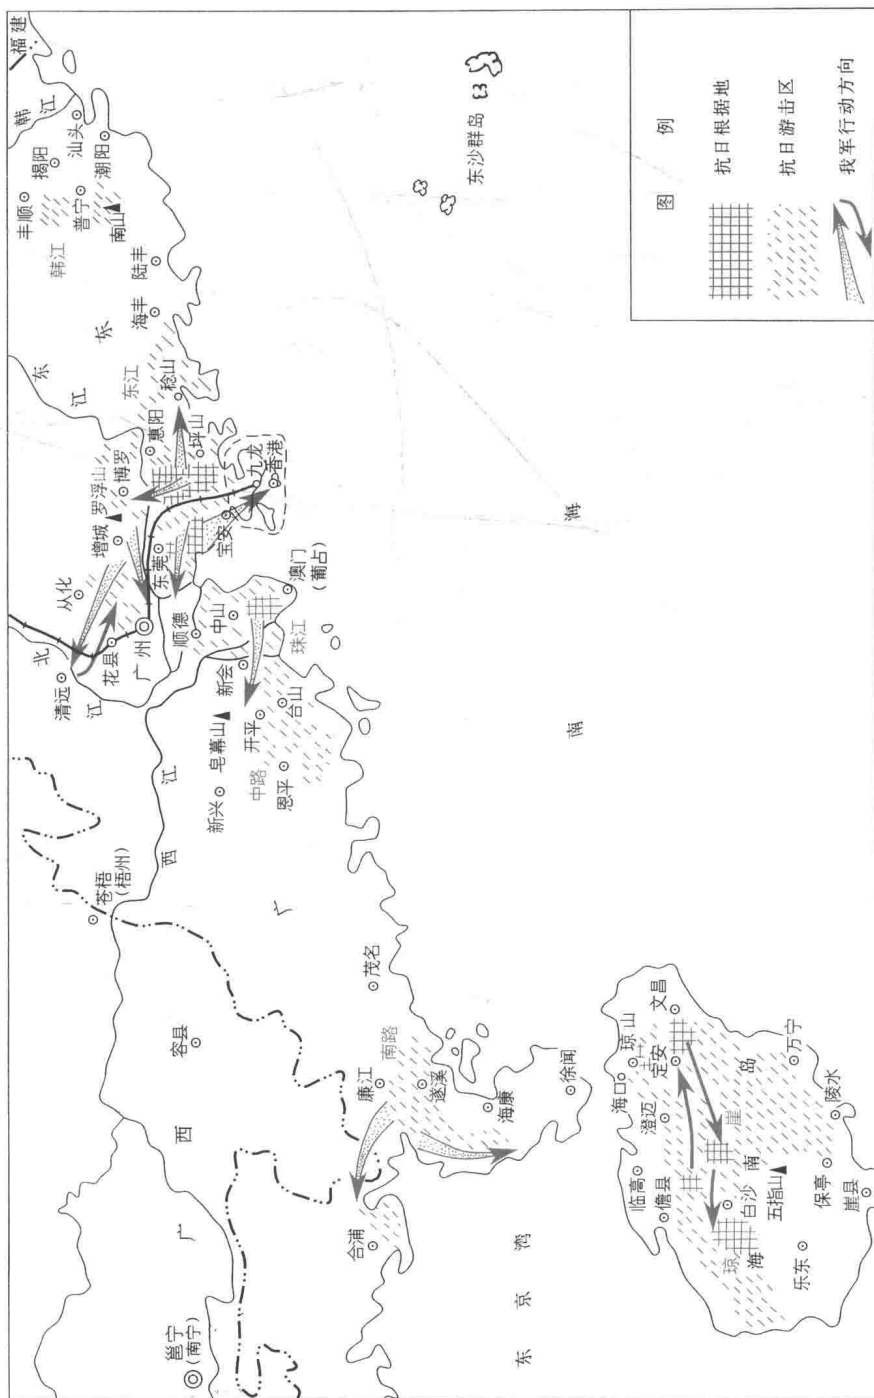 福建
韩江
丰顺
揭阳
汕头
普宁
潮阳
南山
韩江
陆丰
海丰
东
东江
东江
稔山
惠阳
坪山
博罗
罗浮山
增城
从化
北江
清远
花县
广州
东莞
宝安
九龙
香港
澳门
(葡占)
顺德
中山
珠江
新会
台山
开平
皂幕山
新兴
恩平
中路
西江
苍梧
(梧州)
广
茂名
容县
南路
廉江
遂溪
海康
徐闻
合浦
广西
邕宁
(南宁)
东京湾
南海
东沙群岛
海口
琼山
文昌
定安
澄迈
临高
儋县
白沙
五指山
保亭
崖县
陵水
万宁
乐东
琼崖
海南岛
图例
抗日根据地
抗日游击区
我军行动方向